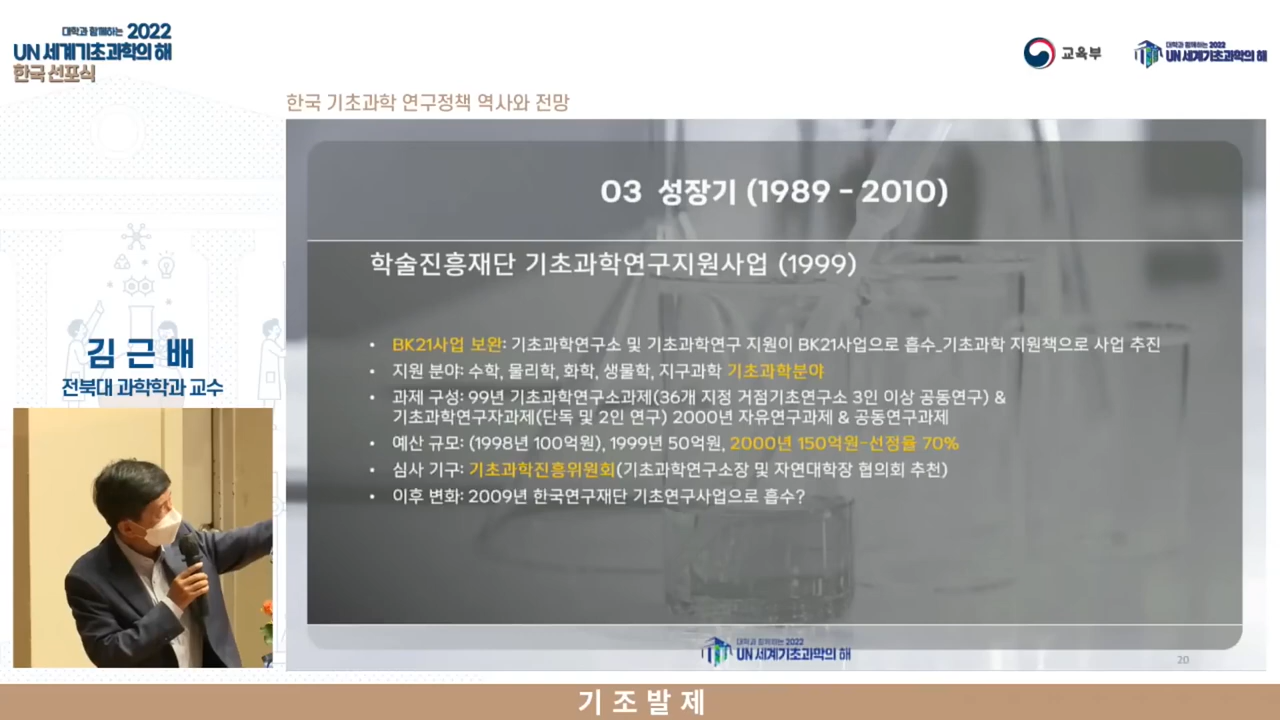 대학과 함께하는 2022
UN 세계기초과학의 해
한국 선포식
교육부
대학과 함께하는 2022
UN 세계기초과학의 해
한국 기초과학 연구정책 역사와 전망
03 성장기 (1989 - 2010)
학술진흥재단 기초과학연구지원사업 (1999)
• BK21사업 보완: 기초과학연구소 및 기초과학연구 지원이 BK21사업으로 흡수_기초과학 지원책으로 사업 추진
• 지원 분야: 수학, 물리학, 화학, 생물학, 지구과학 기초과학분야
• 과제 구성: 99년 기초과학연구소과제(36개 지정 거점기초연구소 3인 이상 공동연구) &
기초과학연구자과제(단독 및 2인 연구) 2000년 자유연구과제 & 공동연구과제
• 예산 규모: (1998년 100억원), 1999년 50억원, 2000년 150억원-선정율 70%
• 심사 기구: 기초과학진흥위원회(기초과학연구소장 및 자연대학장 협의회 추천)
• 이후 변화: 2009년 한국연구재단 기초연구사업으로 흡수?
김근배
전북대 과학학과 교수
대학과 함께하는 2022
UN 세계기초과학의 해
20
기조발제